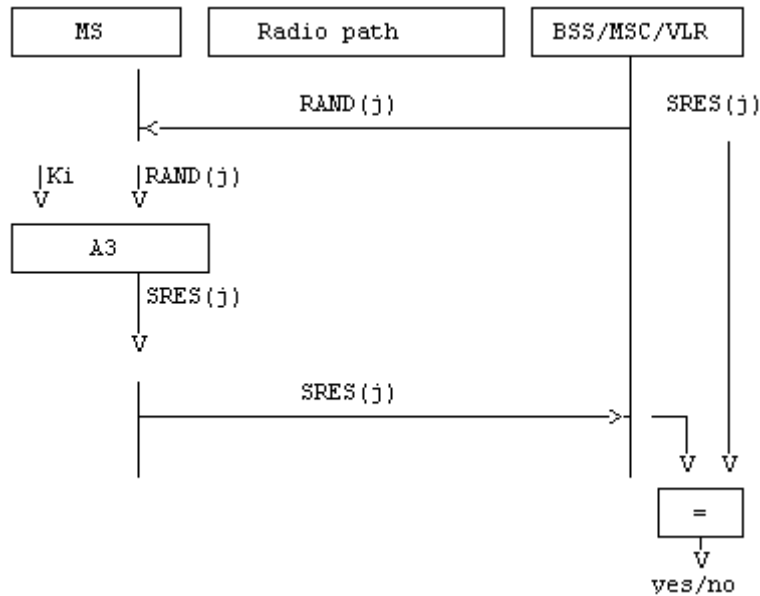 MS Radio path BSS/MSC/VLR
RAND(j) SRES(j)
Ki RAND(j)
A3
SRES(j)
SRES(j)
=
yes/no